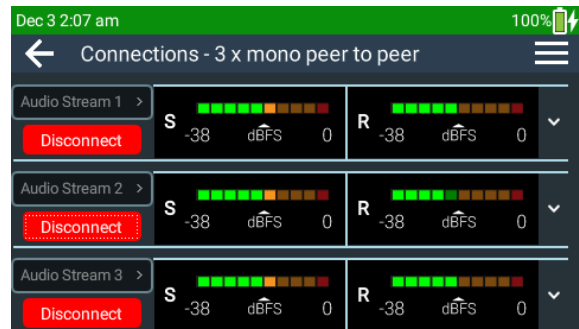 Dec 3 2:07 am 100%
Connections - 3 x mono peer to peer
Audio Stream 1 >
Disconnect
S -38 dBFS 0
R -38 dBFS 0
Audio Stream 2 >
Disconnect
S -38 dBFS 0
R -38 dBFS 0
Audio Stream 3 >
Disconnect
S -38 dBFS 0
R -38 dBFS 0